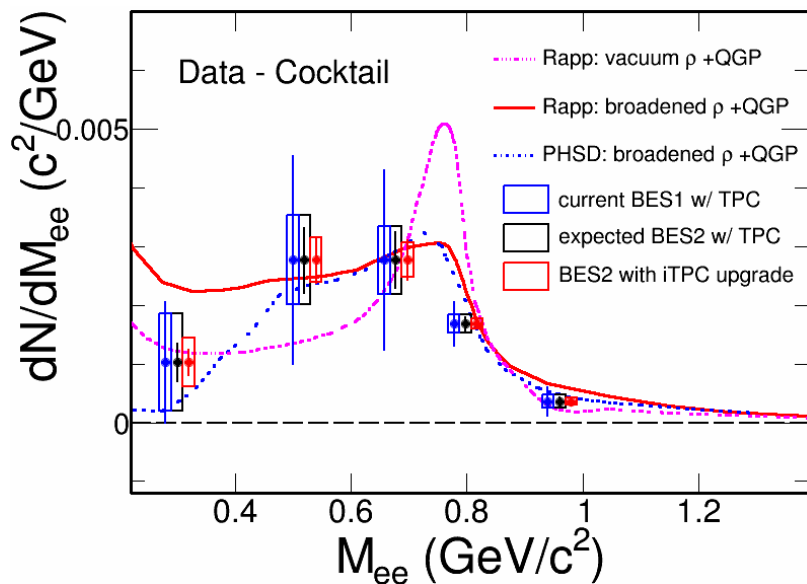 Data - Cocktail
Rapp: vacuum ρ +QGP
Rapp: broadened ρ +QGP
PHSD: broadened ρ +QGP
current BES1 w/ TPC
expected BES2 w/ TPC
BES2 with iTPC upgrade
dN/dM_ee (c²/GeV)
0.005
0
0.4 0.6 0.8 1 1.2
M_ee (GeV/c²)